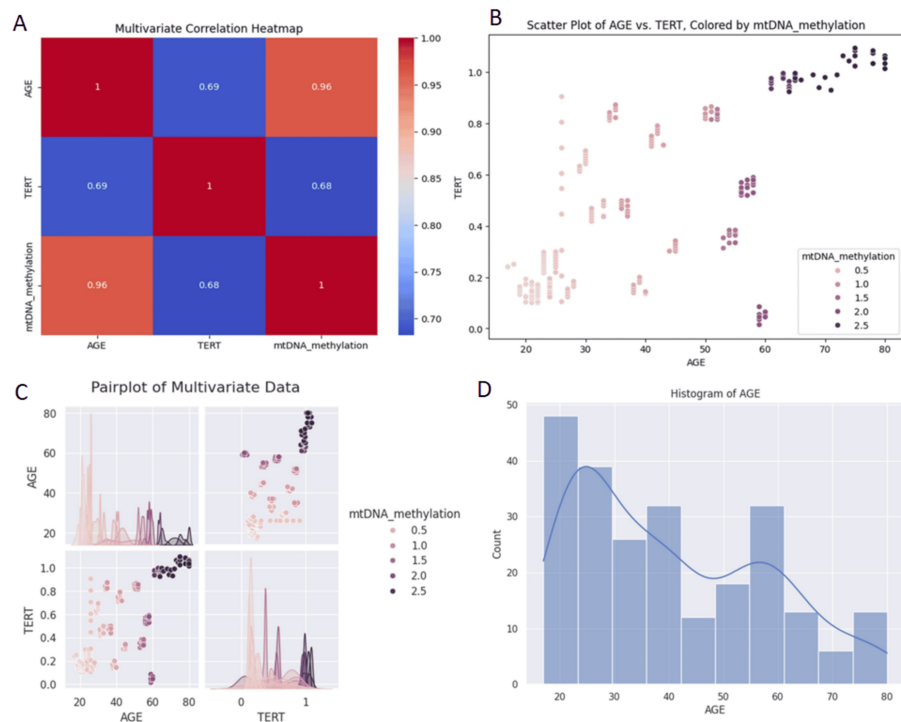 A
Multivariate Correlation Heatmap
AGE
TERT
mtDNA_methylation
1
0.69
0.96
0.69
1
0.68
0.96
0.68
1
AGE
TERT
mtDNA_methylation
1.00
0.95
0.90
0.85
0.80
0.75
0.70
B
Scatter Plot of AGE vs. TERT, Colored by mtDNA_methylation
TERT
1.0
0.8
0.6
0.4
0.2
0.0
mtDNA_methylation
0.5
1.0
1.5
2.0
2.5
20
30
40
50
60
70
80
AGE
C
Pairplot of Multivariate Data
AGE
80
60
40
20
TERT
1.0
0.8
0.6
0.4
0.2
0.0
20
40
60
80
AGE
0
1
TERT
mtDNA_methylation
0.5
1.0
1.5
2.0
2.5
D
Histogram of AGE
Count
50
40
30
20
10
0
20
30
40
50
60
70
80
AGE